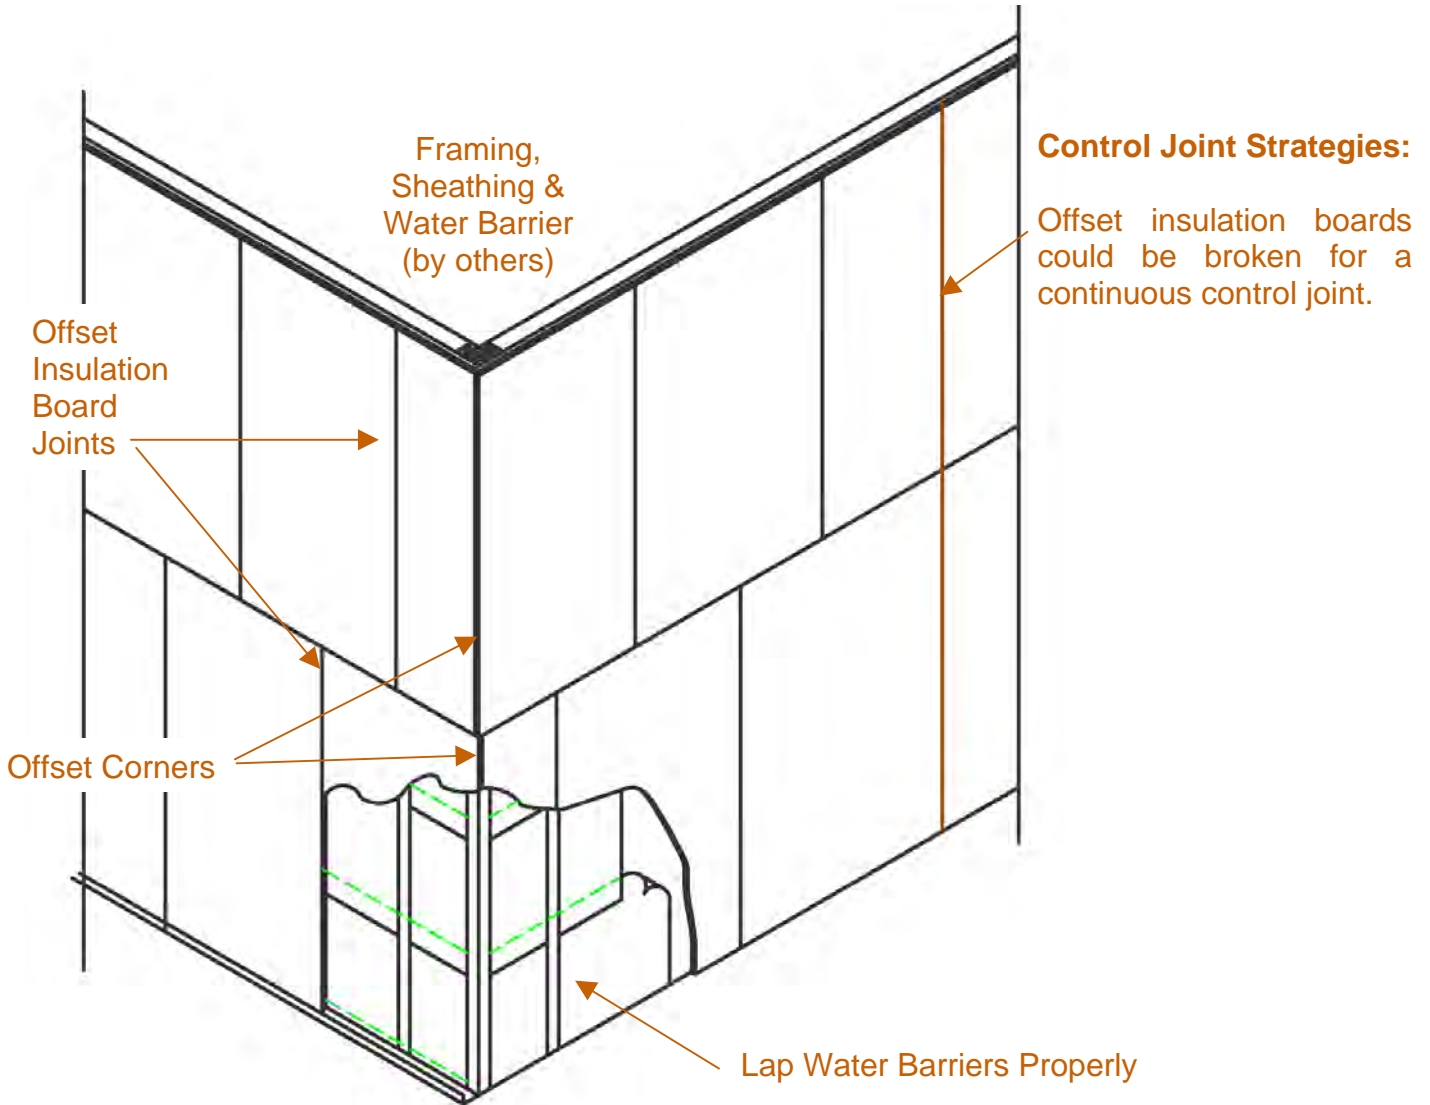 Framing,
Sheathing &
Water Barrier
(by others)
Control Joint Strategies:
Offset insulation boards
could be broken for a
continuous control joint.
Offset
Insulation
Board
Joints
Offset Corners
Lap Water Barriers Properly